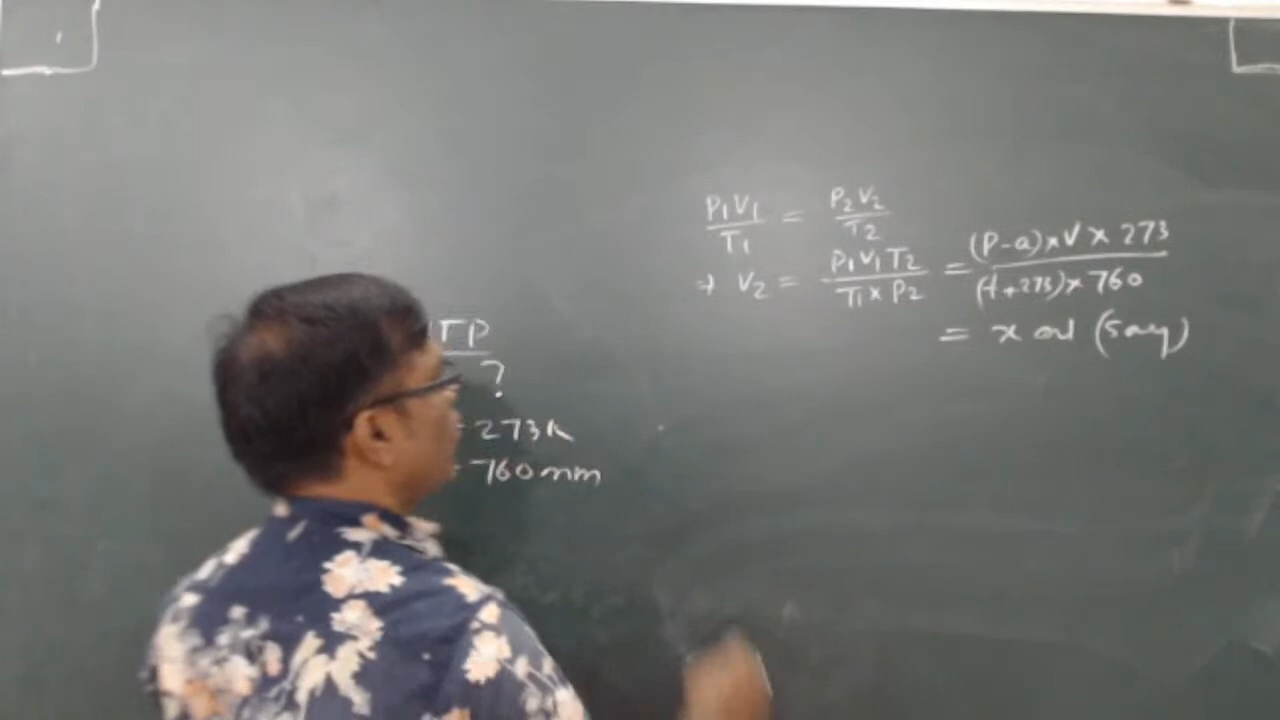 TP
?
= 273K
= 760mm
P₁V₁/T₁ = P₂V₂/T₂
⇒ V₂ = P₁V₁T₂/T₁×P₂ = (P-a)×V×273/(t+273)×760
= x ml (say)